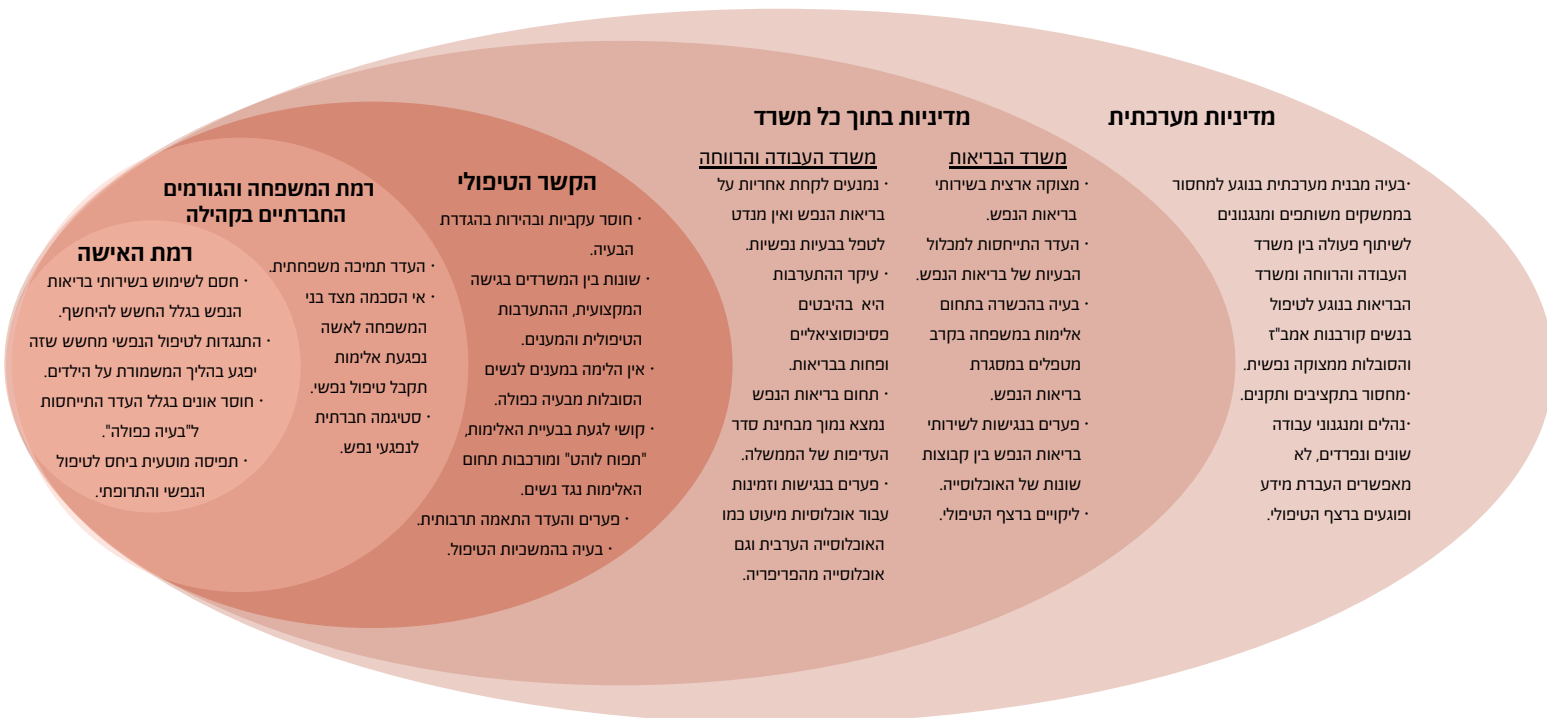 מדיניות מערכתית
·בעיה מבנית מערכתית בנוגע למחסור
בממשקים משותפים ומנגנונים
לשיתוף פעולה בין משרד
העבודה והרווחה ומשרד
הבריאות בנוגע לטיפול
בנשים קורבנות אמב"ז
והסובלות ממצוקה נפשית.
·מחסור בתקציבים ותקנים.
·נהלים ומנגנוני עבודה
שונים ונפרדים, לא
מאפשרים העברת מידע
ופוגעים ברצף הטיפולי.
מדיניות בתוך כל משרד
משרד הבריאות
· מצוקה ארצית בשירותי
בריאות הנפש.
· העדר התייחסות למכלול
הבעיות של בריאות הנפש.
· בעיה בהכשרה בתחום
אלימות במשפחה בקרב
מטפלים במסגרת
בריאות הנפש.
· פערים בנגישות לשירותי
בריאות הנפש בין קבוצות
שונות של האוכלוסייה.
· ליקויים ברצף הטיפולי.
משרד העבודה והרווחה
· נמנעים לקחת אחריות על
בריאות הנפש ואין מנדט
לטפל בבעיות נפשיות.
· עיקר ההתערבות
היא בהיבטים
פסיכוסוציאליים
ופחות בבריאות.
· תחום בריאות הנפש
נמצא נמוך מבחינת סדר
העדיפות של הממשלה.
· פערים בנגישות וזמינות
עבור אוכלוסיות מיעוט כמו
האוכלוסייה הערבית וגם
אוכלוסייה מהפריפריה.
הקשר הטיפולי
· חוסר עקביות ובהירות בהגדרת
הבעיה.
· שונות בין המשרדים בגישה
המקצועית, ההתערבות
הטיפולית והמענים.
· אין הלימה במענים לנשים
הסובלות מבעיה כפולה.
· קושי לגעת בבעיית האלימות,
"תפוח לוהט" ומורכבות תחום
האלימות נגד נשים.
· פערים והעדר התאמה תרבותית.
· בעיה בהמשכיות הטיפול.
רמת המשפחה והגורמים
החברתיים בקהילה
· העדר תמיכה משפחתית.
· אי הסכמה מצד בני
המשפחה לאשה
נפגעת אלימות
תקבל טיפול נפשי.
· סטיגמה חברתית
לנפגעי נפש.
רמת האישה
· חסם לשימוש בשירותי בריאות
הנפש בגלל החשש להיחשף.
· התנגדות לטיפול הנפשי מחשש שזה
יפגע בהליך המשמורת על הילדים.
· חוסר אונים בגלל העדר התייחסות
ל"בעיה כפולה".
· תפיסה מוטעית ביחס לטיפול
הנפשי והתרופתי.